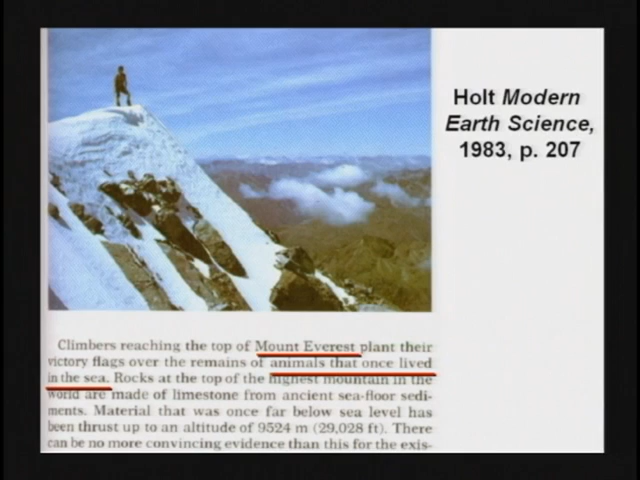 Holt Modern
Earth Science,
1983, p. 207
Climbers reaching the top of Mount Everest plant their
victory flags over the remains of animals that once lived
in the sea. Rocks at the top of the highest mountain in the
world are made of limestone from ancient sea-floor sedi-
ments. Material that was once far below sea level has
been thrust up to an altitude of 9524 m (29,028 ft). There
can be no more convincing evidence than this for the exis-